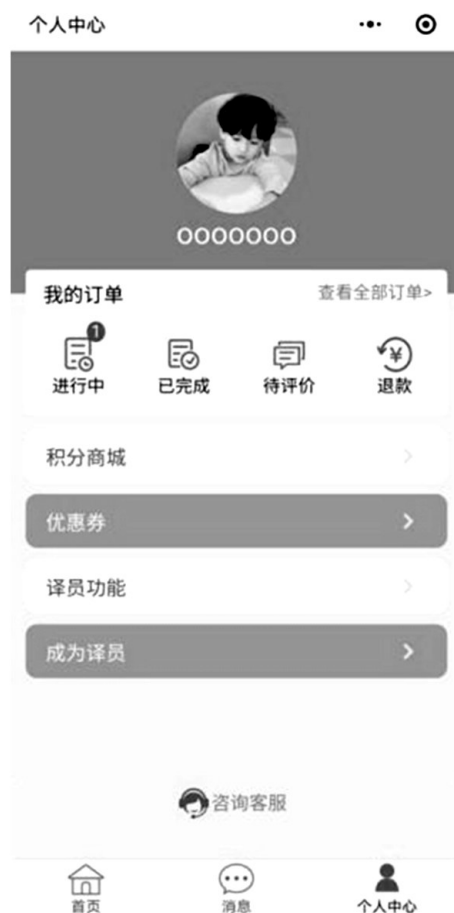 个人中心
OOOOOOO
我的订单 查看全部订单>
1
进行中 已完成 待评价 退款
积分商城
优惠券
译员功能
成为译员
咨询客服
首页 消息 个人中心